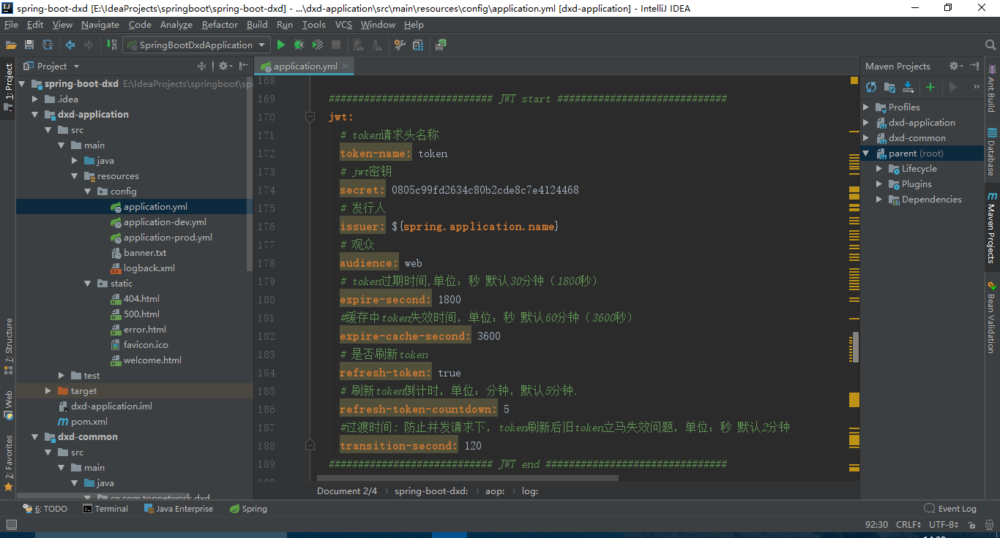 spring-boot-dxd [E:\IdeaProjects\springboot\spring-boot-dxd] - ...\dxd-application\src\main\resources\config\application.yml [dxd-application] - IntelliJ IDEA
File Edit View Navigate Code Analyze Refactor Build Run Tools VCS Window Help
SpringBootDxdApplication
1: Project
7: Structure
Web
2: Favorites
Project
spring-boot-dxd E:\IdeaProjects\springboot\sp
.idea
dxd-application
src
main
java
resources
config
application.yml
application-dev.yml
application-prod.yml
banner.txt
logback.xml
static
404.html
500.html
error.html
favicon.ico
welcome.html
test
target
dxd-application.iml
pom.xml
dxd-common
src
main
java
cn.com.topnetwork.dxd
application.yml
168
169 ############################ JWT start #############################
170 jwt:
171 # token请求头名称
172 token-name: token
173 # jwt密钥
174 secret: 0805c99fd2634c80b2cde8c7e4124468
175 # 发行人
176 issuer: ${spring.application.name}
177 # 观众
178 audience: web
179 # token过期时间,单位：秒 默认30分钟（1800秒）
180 expire-second: 1800
181 #缓存中token失效时间，单位：秒 默认60分钟（3600秒）
182 expire-cache-second: 3600
183 # 是否刷新token
184 refresh-token: true
185 # 刷新token倒计时，单位：分钟，默认5分钟.
186 refresh-token-countdown: 5
187 #过渡时间：防止并发请求下，token刷新后旧token立马失效问题，单位：秒 默认2分钟
188 transition-second: 120
189 ############################ JWT end ###############################
Document 2/4 spring-boot-dxd: aop: log:
Maven Projects
Profiles
dxd-application
dxd-common
parent (root)
Lifecycle
Plugins
Dependencies
Ant Build
Database
Maven Projects
Bean Validation
6: TODO Terminal Java Enterprise Spring Event Log
92:30 CRLF UTF-8